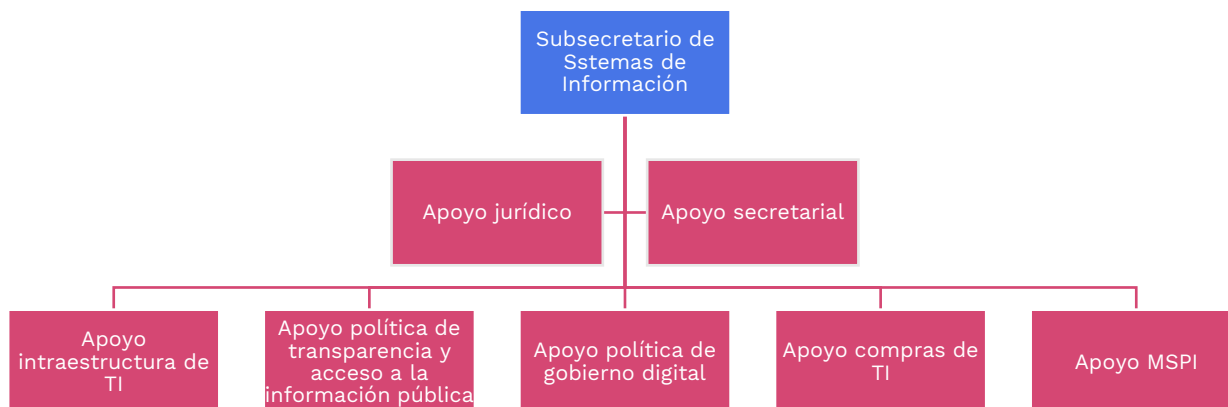 Subsecretario de
Sstemas de
Información
Apoyo jurídico
Apoyo secretarial
Apoyo
intraestructura de
TI
Apoyo política de
transparencia y
acceso a la
información pública
Apoyo política de
gobierno digital
Apoyo compras de
TI
Apoyo MSPI